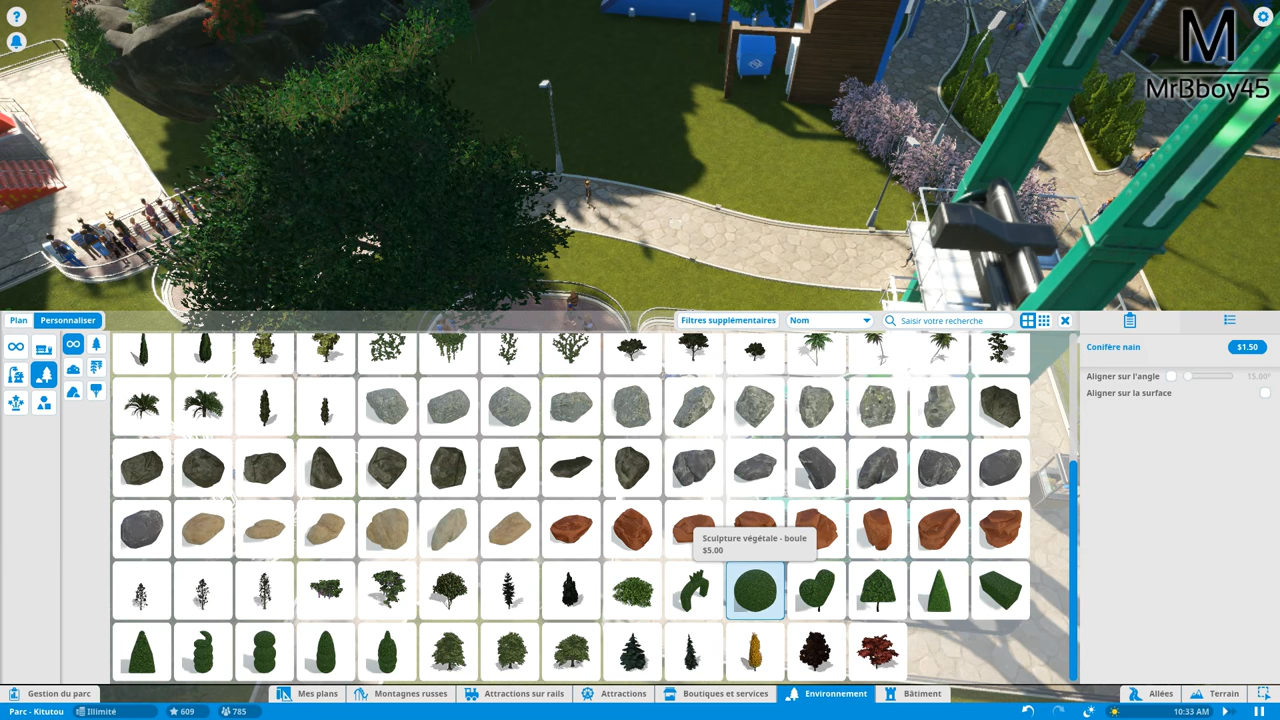 ?
M
MrBboy45
Plan
Personnaliser
Filtres supplémentaires
Nom
Saisir votre recherche
Conifère nain
$1.50
Aligner sur l'angle
15.00°
Aligner sur la surface
Sculpture végétale - boule
$5.00
Gestion du parc
Mes plans
Montagnes russes
Attractions sur rails
Attractions
Boutiques et services
Environnement
Bâtiment
Allées
Terrain
Parc - Kitutou
Illimité
609
785
10:33 AM